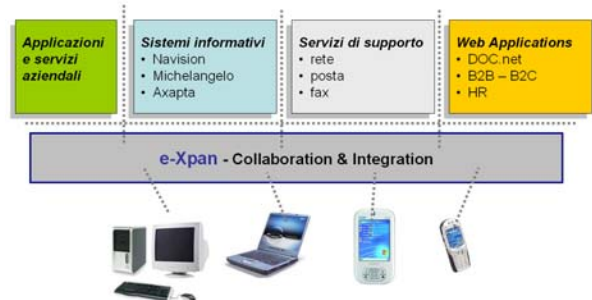 Applicazioni
e servizi
aziendali
Sistemi informativi
• Navision
• Michelangelo
• Axapta
Servizi di supporto
• rete
• posta
• fax
Web Applications
• DOC.net
• B2B – B2C
• HR
e-Xpan - Collaboration & Integration